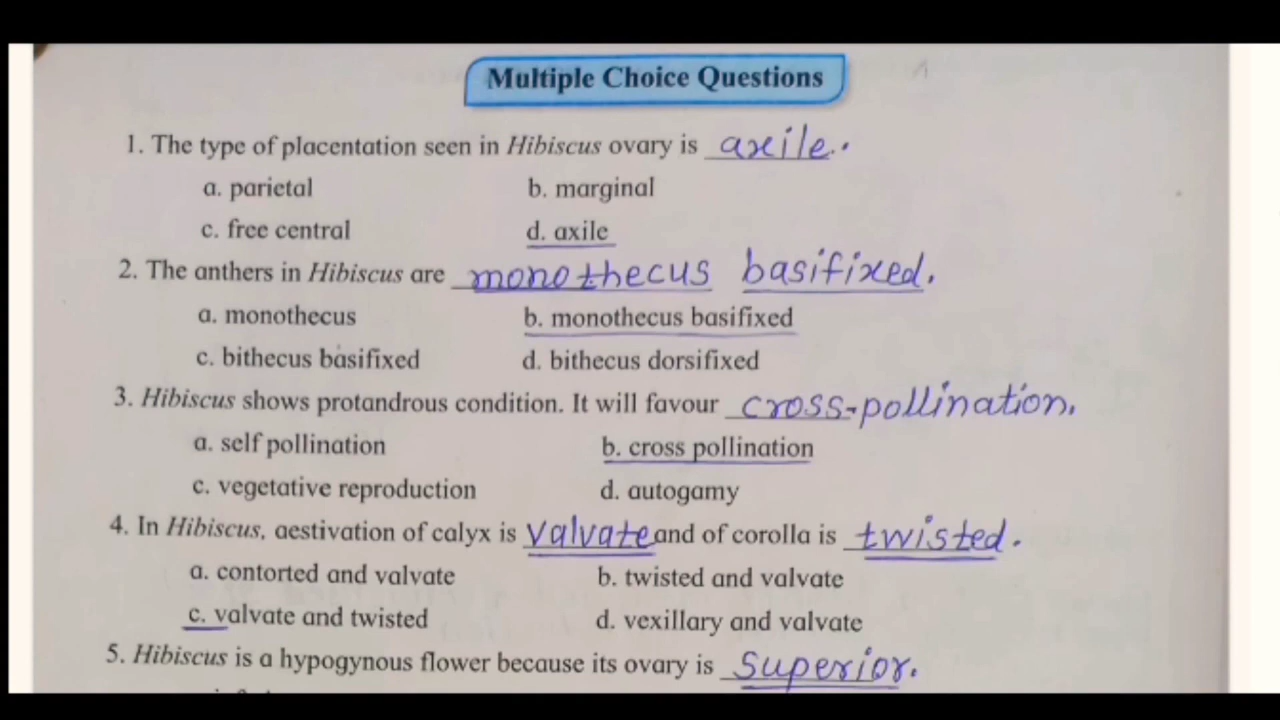 Multiple Choice Questions
1. The type of placentation seen in Hibiscus ovary is axile.
a. parietal b. marginal
c. free central d. axile
2. The anthers in Hibiscus are monothecus basifixed.
a. monothecus b. monothecus basifixed
c. bithecus basifixed d. bithecus dorsifixed
3. Hibiscus shows protandrous condition. It will favour cross-pollination.
a. self pollination b. cross pollination
c. vegetative reproduction d. autogamy
4. In Hibiscus, aestivation of calyx is valvate and of corolla is twisted.
a. contorted and valvate b. twisted and valvate
c. valvate and twisted d. vexillary and valvate
5. Hibiscus is a hypogynous flower because its ovary is superior.